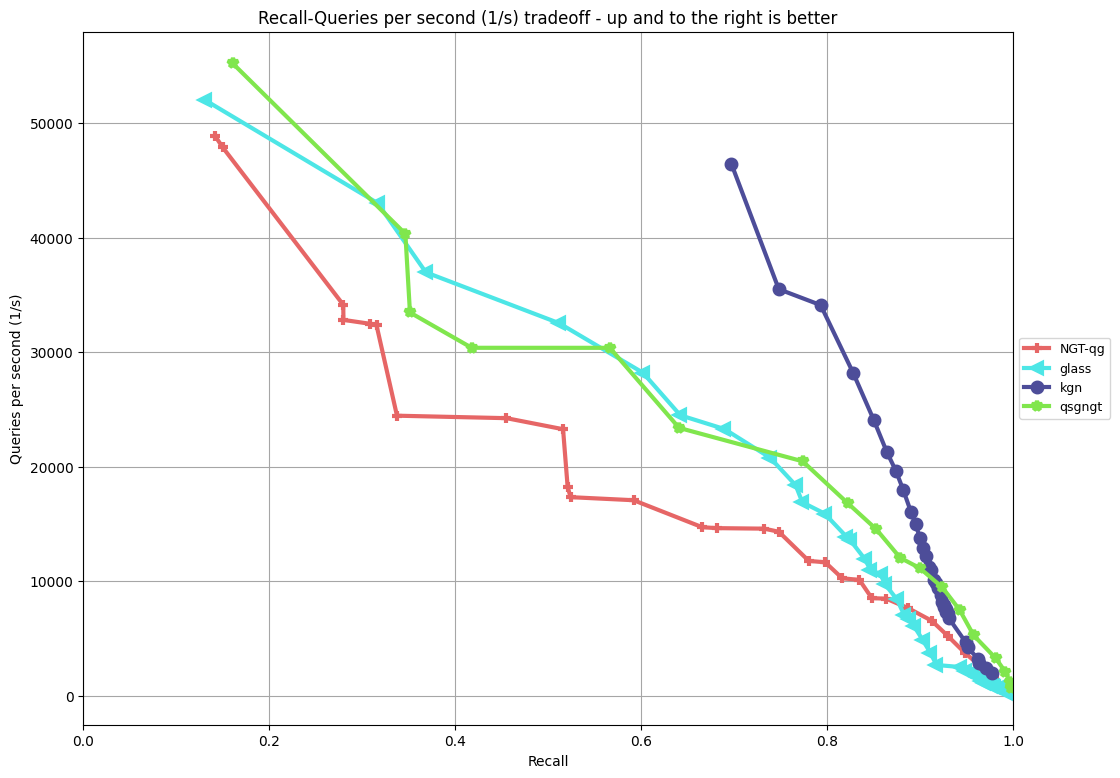 Recall-Queries per second (1/s) tradeoff - up and to the right is better
Queries per second (1/s)
50000
40000
30000
20000
10000
0
0.0 0.2 0.4 0.6 0.8 1.0
Recall
NGT-qg
glass
kgn
qsgngt